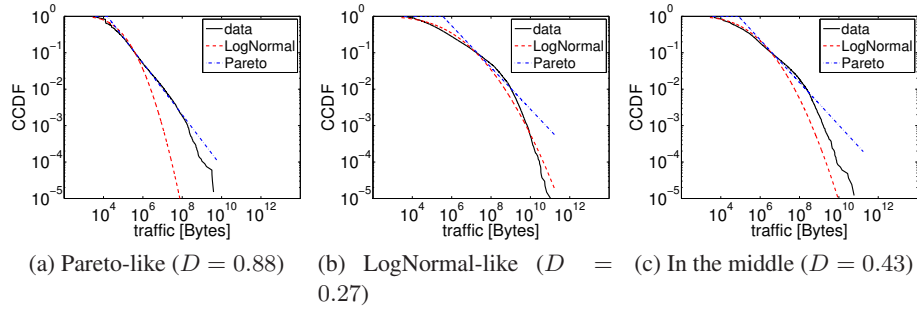 10^0
10^-1
10^-2
10^-3
10^-4
10^-5
CCDF
data
LogNormal
Pareto
10^4 10^6 10^8 10^10 10^12
traffic [Bytes]
(a) Pareto-like (D = 0.88)
10^0
10^-1
10^-2
10^-3
10^-4
10^-5
CCDF
data
LogNormal
Pareto
10^4 10^6 10^8 10^10 10^12
traffic [Bytes]
(b) LogNormal-like (D =
0.27)
10^0
10^-1
10^-2
10^-3
10^-4
10^-5
CCDF
data
LogNormal
Pareto
10^4 10^6 10^8 10^10 10^12
traffic [Bytes]
(c) In the middle (D = 0.43)